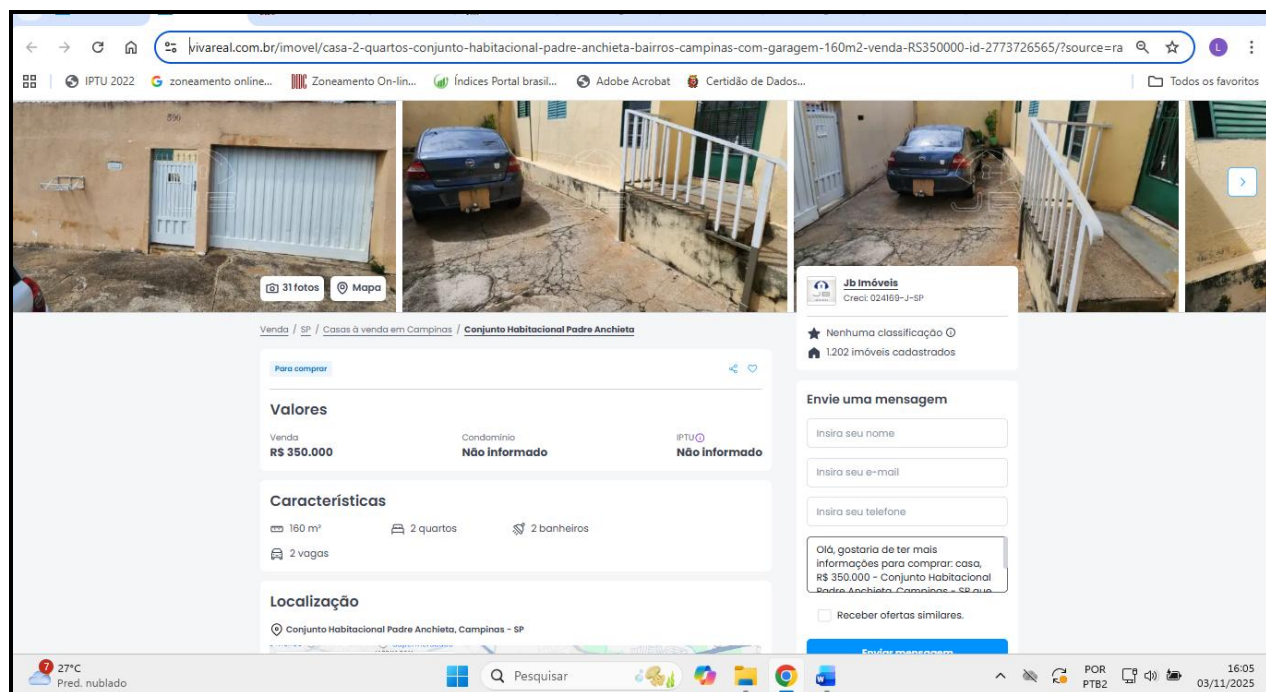 vivareal.com.br/imovel/casa-2-quartos-conjunto-habitacional-padre-anchieta-bairros-campinas-com-garagem-160m2-venda-RS350000-id-2773726565/?source=ra
L
IPTU 2022
zoneamento online...
Zoneamento On-lin...
Índices Portal brasil...
Adobe Acrobat
Certidão de Dados...
Todos os favoritos
890
31 fotos
Mapa
Jb Imóveis
Creci: 024169-J-SP
Nenhuma classificação
1.202 imóveis cadastrados
Venda / SP / Casas à venda em Campinas / Conjunto Habitacional Padre Anchieta
Para comprar
Valores
Venda
Condomínio
IPTU
R$ 350.000
Não informado
Não informado
Características
160 m²
2 quartos
2 banheiros
2 vagas
Localização
Conjunto Habitacional Padre Anchieta, Campinas - SP
Envie uma mensagem
Insira seu nome
Insira seu e-mail
Insira seu telefone
Olá, gostaria de ter mais
informações para comprar: casa,
R$ 350.000 - Conjunto Habitacional
Padre Anchieta, Campinas - SP que
Receber ofertas similares.
Enviar mensagem
7
27°C
Pred. nublado
Pesquisar
POR
PTB2
16:05
03/11/2025